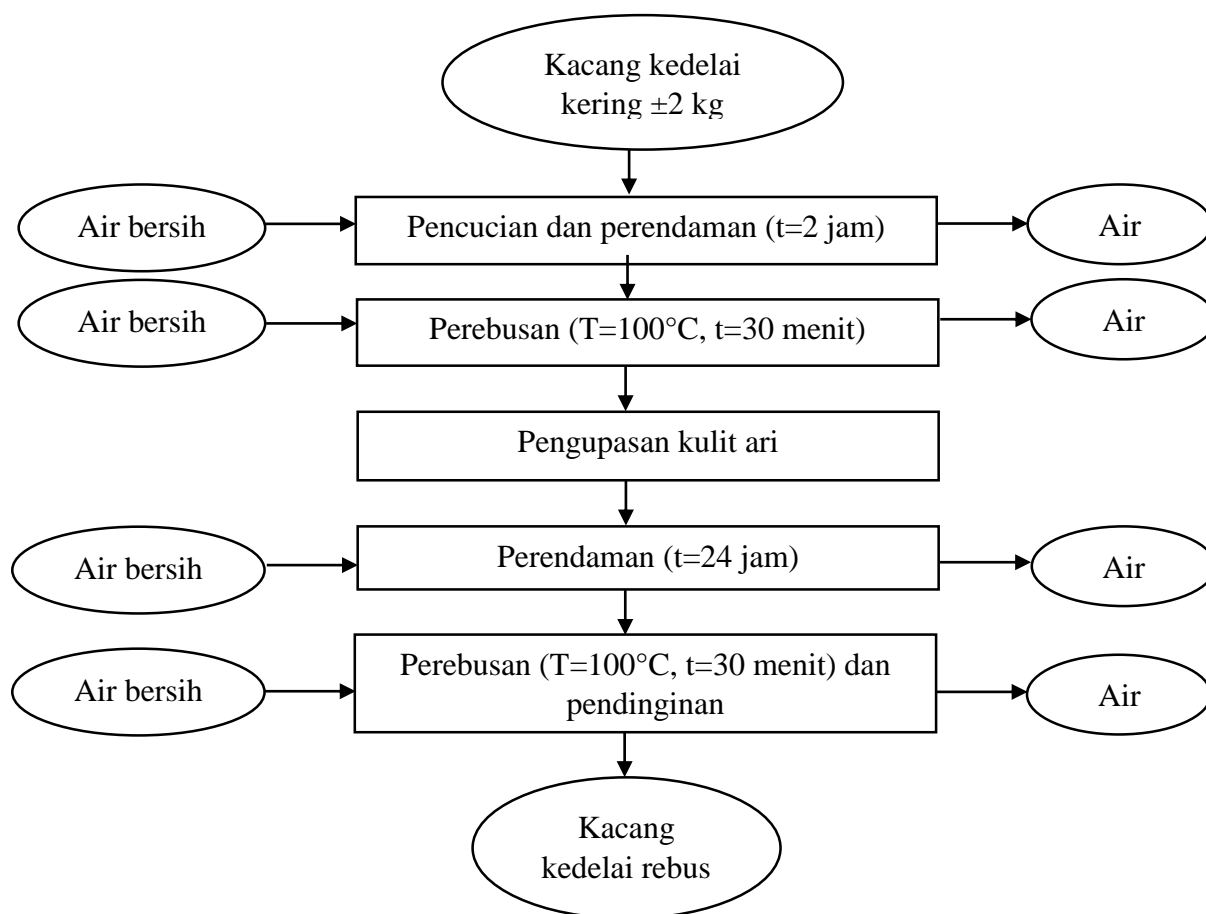 Kacang kedelai
kering ±2 kg
Air bersih
Pencucian dan perendaman (t=2 jam)
Air
Air bersih
Perebusan (T=100°C, t=30 menit)
Air
Pengupasan kulit ari
Air bersih
Perendaman (t=24 jam)
Air
Air bersih
Perebusan (T=100°C, t=30 menit) dan
pendinginan
Air
Kacang
kedelai rebus